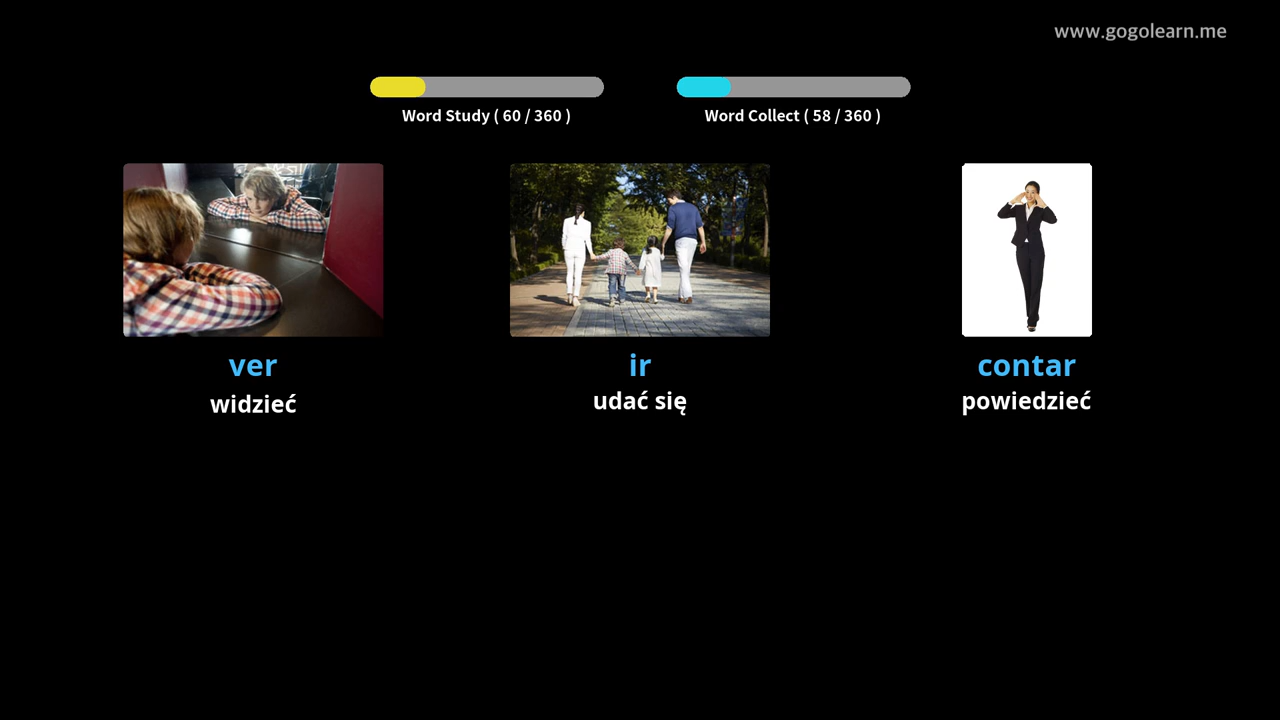 www.gogolearn.me
Word Study ( 60 / 360 )
Word Collect ( 58 / 360 )
ver
widzieć
ir
udać się
contar
powiedzieć